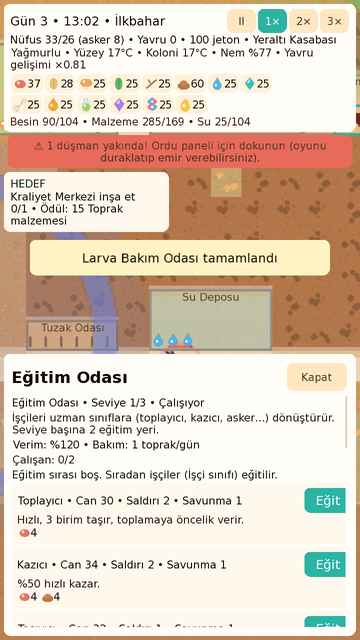 Gün 3 • 13:02 • İlkbahar
II
1×
2×
3×
Nüfus 33/26 (asker 8) • Yavru 0 • 100 jeton • Yeraltı Kasabası
Yağmurlu • Yüzey 17°C • Koloni 17°C • Nem %77 • Yavru
gelişimi ×0.81
37 28 25 25 25 60 25 25
25 25 25 25 25 25
Besin 90/104 • Malzeme 285/169 • Su 25/104
⚠ 1 düşman yakında! Ordu paneli için dokunun (oyunu
duraklatıp emir verebilirsiniz).
HEDEF
Kraliyet Merkezi inşa et
0/1 • Ödül: 15 Toprak
malzemesi
Larva Bakım Odası tamamlandı
Su Deposu
Tuzak Odası
Eğitim Odası
Kapat
Eğitim Odası • Seviye 1/3 • Çalışıyor
İşçileri uzman sınıflara (toplayıcı, kazıcı, asker…) dönüştürür.
Seviye başına 2 eğitim yeri.
Verim: %120 • Bakım: 1 toprak/gün
Çalışan: 0/2
Eğitim sırası boş. Sıradan işçiler (İşçi sınıfı) eğitilir.
Toplayıcı • Can 30 • Saldırı 2 • Savunma 1
Eğit
Hızlı, 3 birim taşır, toplamaya öncelik verir.
4
Kazıcı • Can 34 • Saldırı 2 • Savunma 1
Eğit
%50 hızlı kazar.
4 4